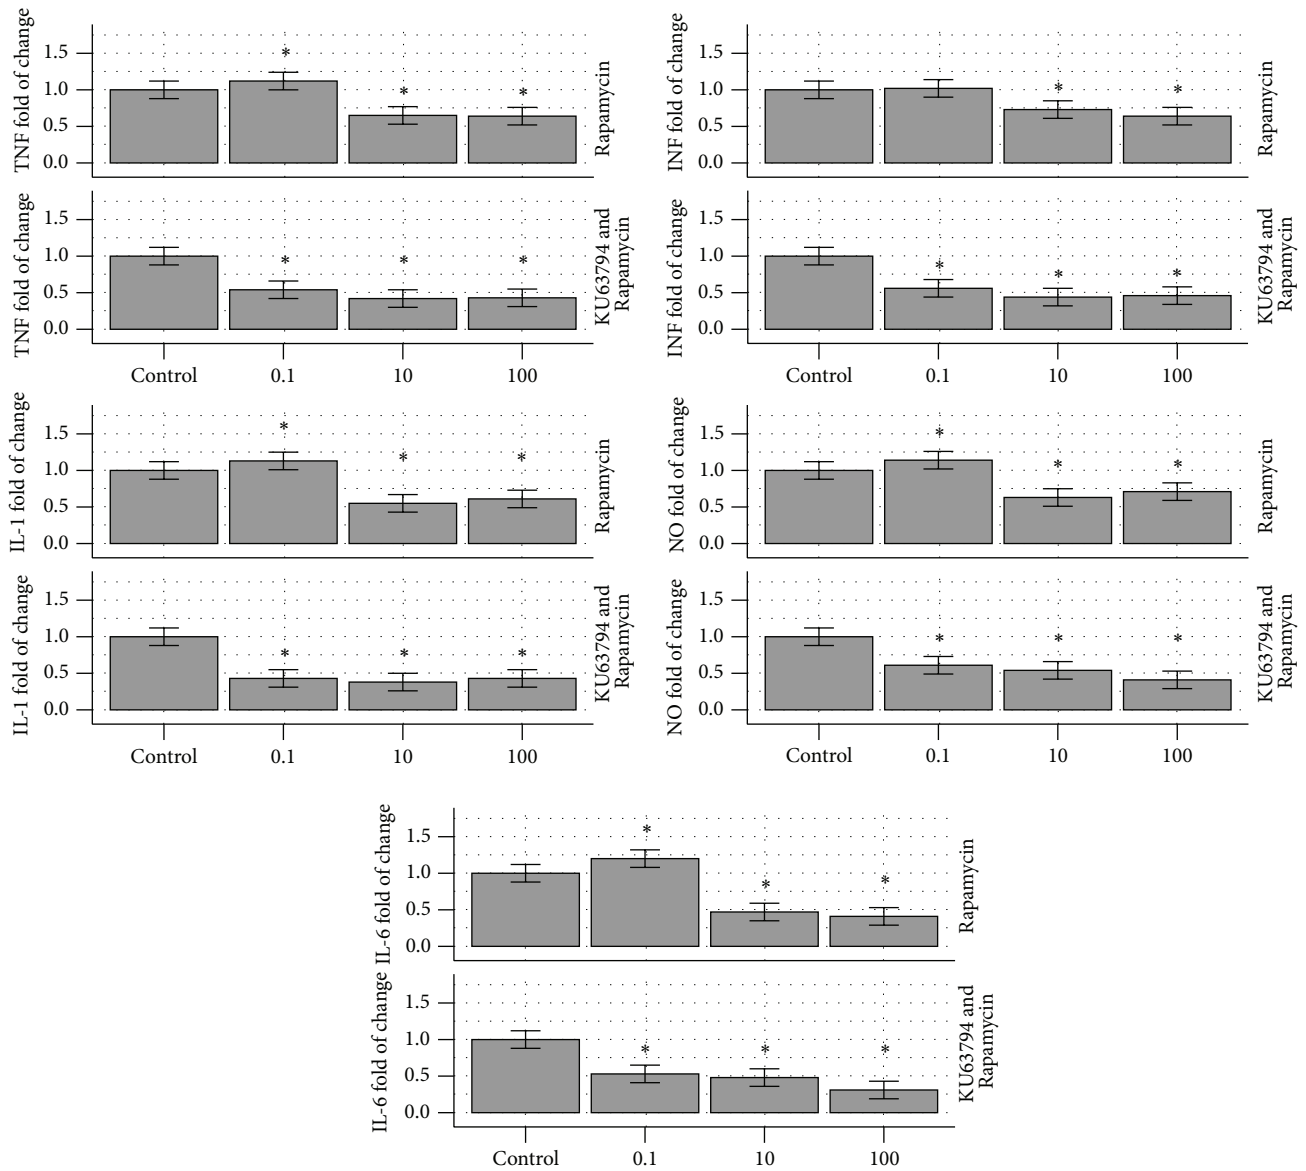 TNF fold of change
1.5
*
1.0
*
*
0.5
0.0
Rapamycin
TNF fold of change
1.5
1.0
*
*
*
0.5
0.0
KU63794 and
Rapamycin
Control 0.1 10 100
INF fold of change
1.5
1.0
*
*
0.5
0.0
Rapamycin
INF fold of change
1.5
1.0
*
*
*
0.5
0.0
KU63794 and
Rapamycin
Control 0.1 10 100
IL-1 fold of change
1.5
*
1.0
*
*
0.5
0.0
Rapamycin
IL-1 fold of change
1.5
1.0
*
*
*
0.5
0.0
KU63794 and
Rapamycin
Control 0.1 10 100
NO fold of change
1.5
*
1.0
*
*
0.5
0.0
Rapamycin
NO fold of change
1.5
1.0
*
*
*
0.5
0.0
KU63794 and
Rapamycin
Control 0.1 10 100
IL-6 fold of change
1.5
*
1.0
*
*
0.5
0.0
Rapamycin
IL-6 fold of change
1.5
1.0
*
*
*
0.5
0.0
KU63794 and
Rapamycin
Control 0.1 10 100